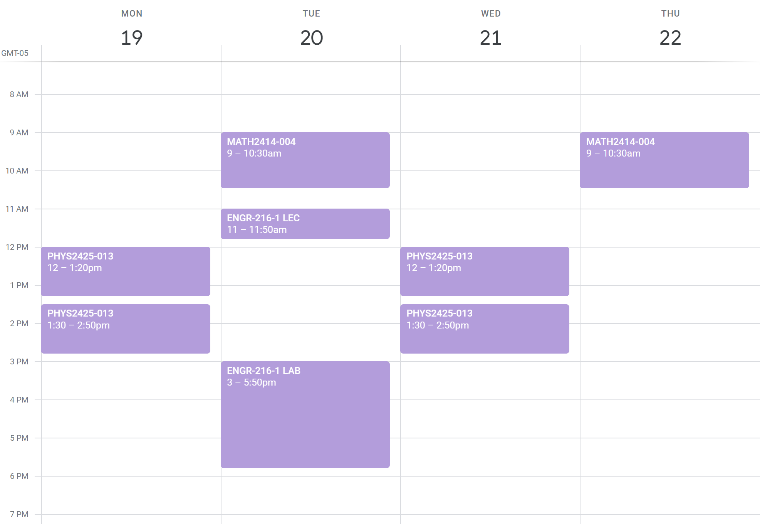 MON
TUE
WED
THU
19
20
21
22
GMT-05
8 AM
9 AM
10 AM
11 AM
12 PM
1 PM
2 PM
3 PM
4 PM
5 PM
6 PM
7 PM
PHYS2425-013
12 – 1:20pm
PHYS2425-013
1:30 – 2:50pm
MATH2414-004
9 – 10:30am
ENGR-216-1 LEC
11 – 11:50am
ENGR-216-1 LAB
3 – 5:50pm
PHYS2425-013
12 – 1:20pm
PHYS2425-013
1:30 – 2:50pm
MATH2414-004
9 – 10:30am